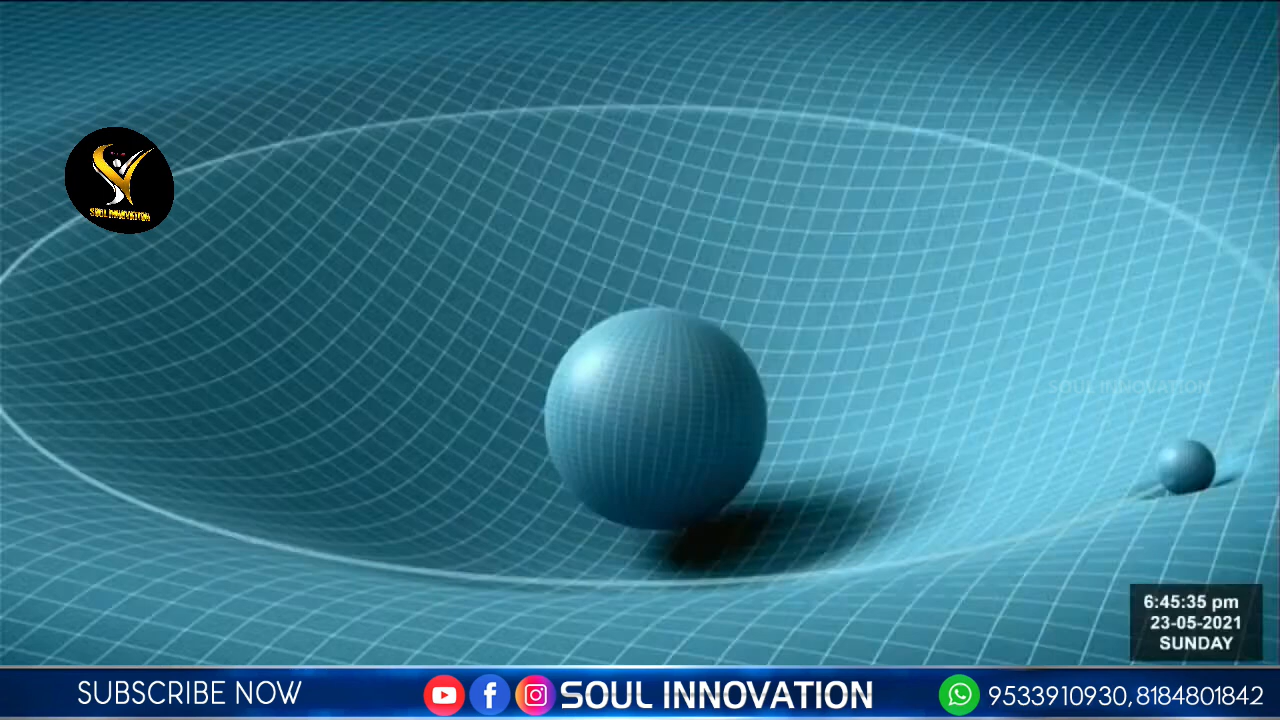 SOUL INNOVATION
SOUL INNOVATION
6:45:35 pm
23-05-2021
SUNDAY
SUBSCRIBE NOW
SOUL INNOVATION
9533910930, 8184801842